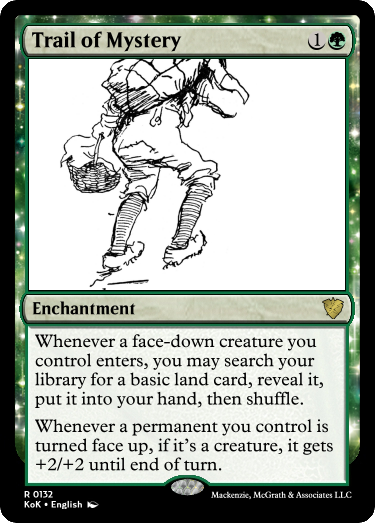 Trail of Mystery 1
Enchantment
Whenever a face-down creature you
control enters, you may search your
library for a basic land card, reveal it,
put it into your hand, then shuffle.
Whenever a permanent you control is
turned face up, if it's a creature, it gets
+2/+2 until end of turn.
R 0132
KoK • English
Mackenzie, McGrath & Associates LLC